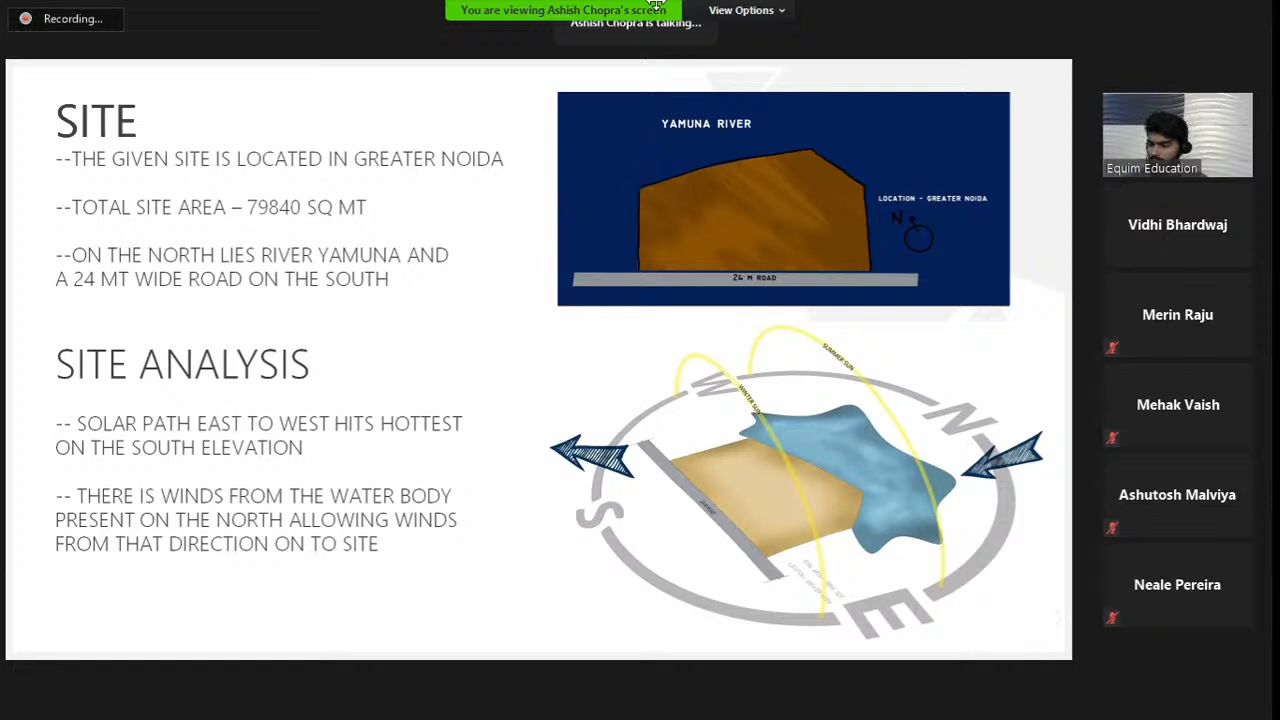 Recording...
You are viewing Ashish Chopra's screen
View Options
Ashish Chopra is talking...
SITE
--THE GIVEN SITE IS LOCATED IN GREATER NOIDA
--TOTAL SITE AREA – 79840 SQ MT
--ON THE NORTH LIES RIVER YAMUNA AND
A 24 MT WIDE ROAD ON THE SOUTH
YAMUNA RIVER
LOCATION - GREATER NOIDA
N
24 M ROAD
SITE ANALYSIS
-- SOLAR PATH EAST TO WEST HITS HOTTEST
ON THE SOUTH ELEVATION
-- THERE IS WINDS FROM THE WATER BODY
PRESENT ON THE NORTH ALLOWING WINDS
FROM THAT DIRECTION ON TO SITE
SUMMER SUN
WINTER SUN
W
N
S
E
Equim Education
Vidhi Bhardwaj
Merin Raju
Mehak Vaish
Ashutosh Malviya
Neale Pereira